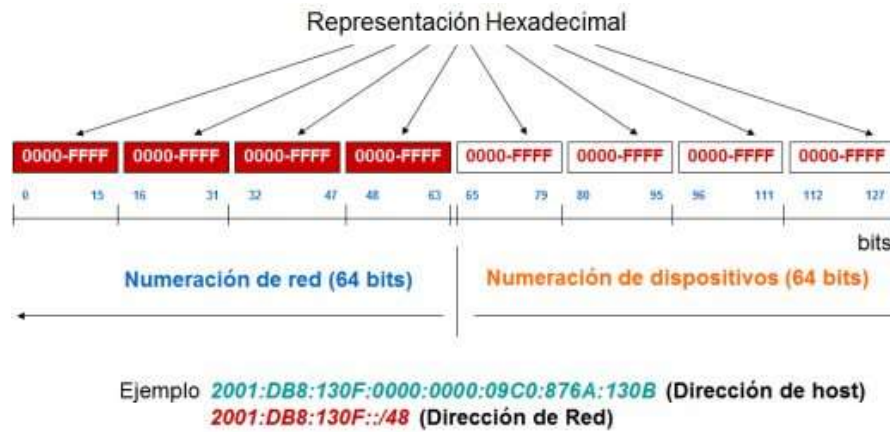 Representación Hexadecimal
0000-FFFF 0000-FFFF 0000-FFFF 0000-FFFF 0000-FFFF 0000-FFFF 0000-FFFF 0000-FFFF
0 15 16 31 32 47 48 63 65 79 80 95 96 111 112 127
bits
Numeración de red (64 bits) Numeración de dispositivos (64 bits)
Ejemplo 2001:DB8:130F:0000:0000:09C0:876A:130B (Dirección de host)
2001:DB8:130F::/48 (Dirección de Red)